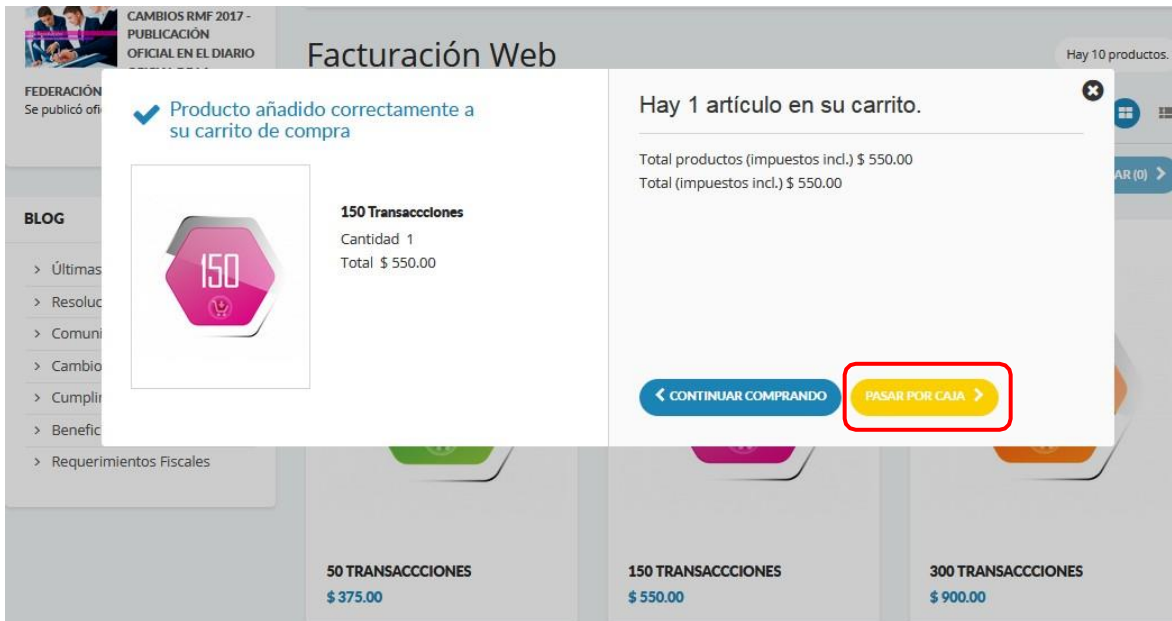 CAMBIOS RMF 2017 -
PUBLICACIÓN
OFICIAL EN EL DIARIO
FEDERACIÓN
Se publicó ofi
Facturación Web
Hay 10 productos.
Producto añadido correctamente a
su carrito de compra
150
150 Transaccciones
Cantidad 1
Total $ 550.00
Hay 1 artículo en su carrito.
Total productos (impuestos incl.) $ 550.00
Total (impuestos incl.) $ 550.00
CONTINUAR COMPRANDO
PASAR POR CAJA
AR (0)
BLOG
Últimas
Resoluc
Comuni
Cambio
Cumplir
Benefic
Requerimientos Fiscales
50 TRANSACCCIONES
$ 375.00
150 TRANSACCCIONES
$ 550.00
300 TRANSACCCIONES
$ 900.00